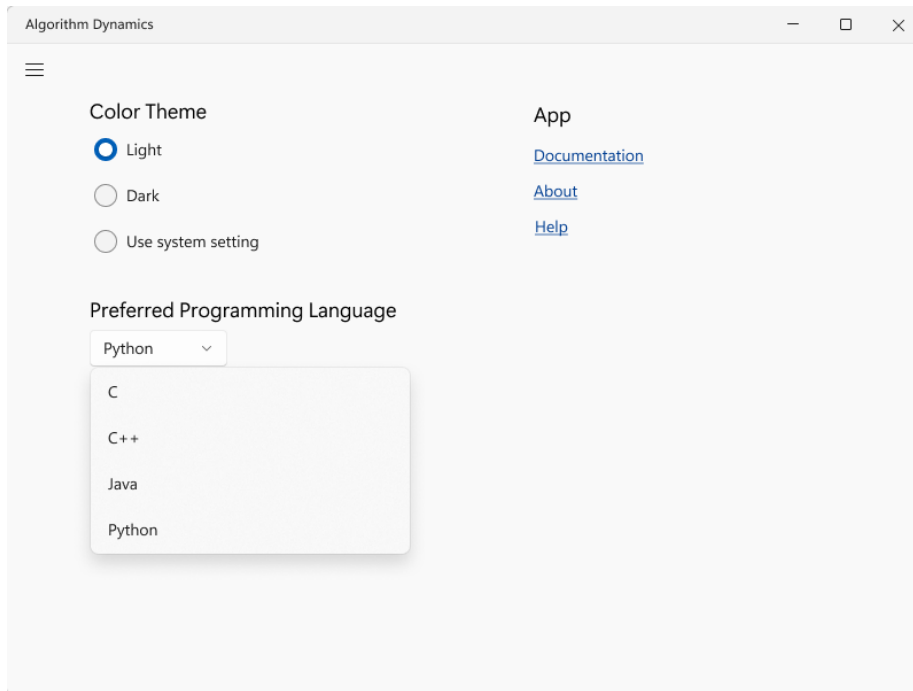 Algorithm Dynamics
Color Theme
Light
Dark
Use system setting
Preferred Programming Language
Python
C
C++
Java
Python
App
Documentation
About
Help